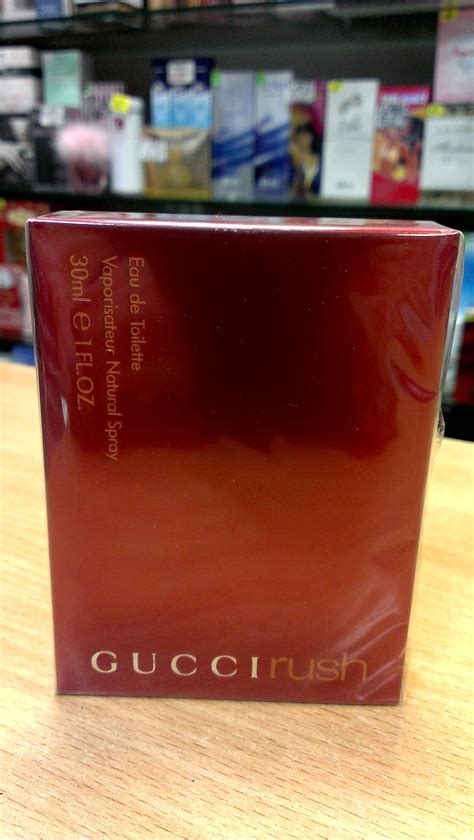 Eau de Toilette
Vaporisateur Natural Spray
30ml e 1FL.OZ.
GUCCI rush